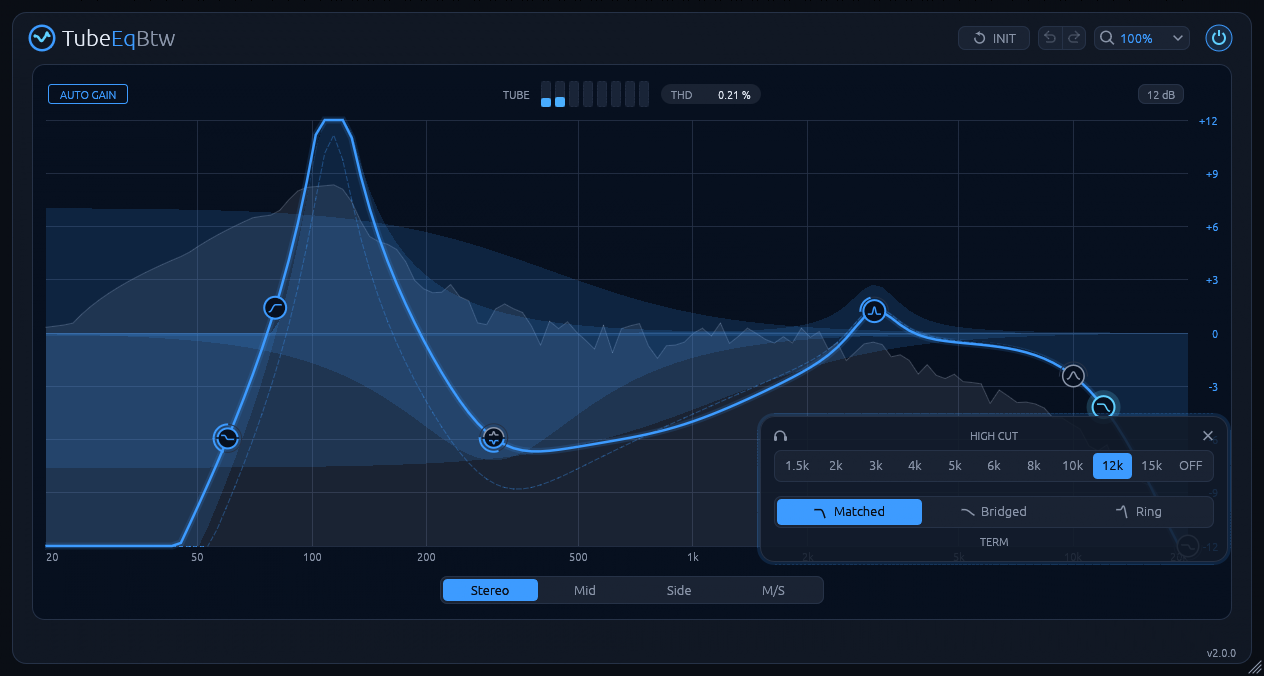 TubeEqBtw
INIT
100%
AUTO GAIN
TUBE
THD 0.21 %
12 dB
+12
+9
+6
+3
0
-3
HIGH CUT
1.5k 2k 3k 4k 5k 6k 8k 10k 12k 15k OFF
-9
Matched Bridged Ring
TERM
-12
20 50 100 200 500 1k 2k 5k 10k
Stereo Mid Side M/S
v2.0.0